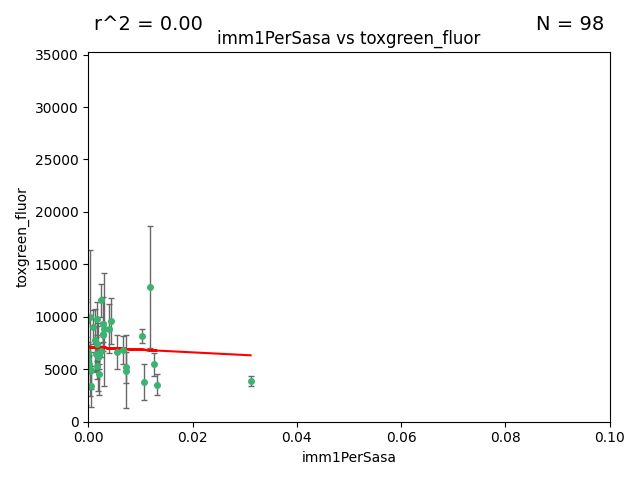 r^2 = 0.00
N = 98
imm1PerSasa vs toxgreen_fluor
toxgreen_fluor
35000
30000
25000
20000
15000
10000
5000
0
0.00
0.02
0.04
0.06
0.08
0.10
imm1PerSasa